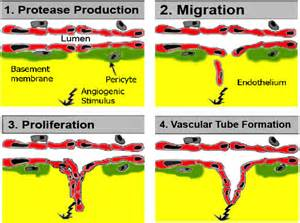 1. Protease Production
Lumen
Basement
membrane
Pericyte
Angiogenic
Stimulus
2. Migration
Endothelium
3. Proliferation
4. Vascular Tube Formation